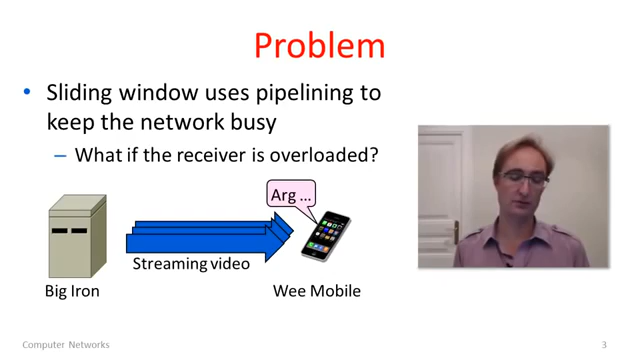 Problem
• Sliding window uses pipelining to
keep the network busy
– What if the receiver is overloaded?
Arg …
Streaming video
Big Iron
Wee Mobile
Computer Networks
3